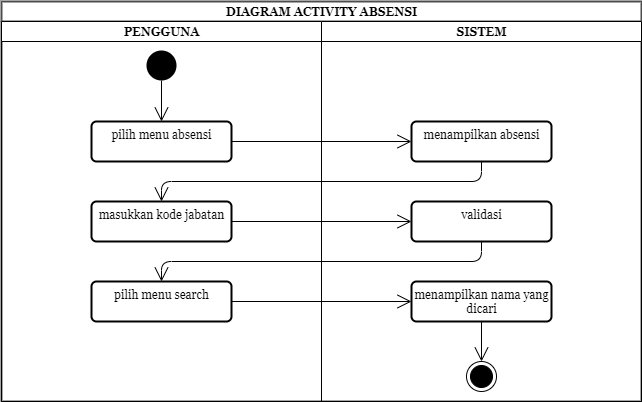 DIAGRAM ACTIVITY ABSENSI
PENGGUNA
SISTEM
pilih menu absensi
menampilkan absensi
masukkan kode jabatan
validasi
pilih menu search
menampilkan nama yang
dicari